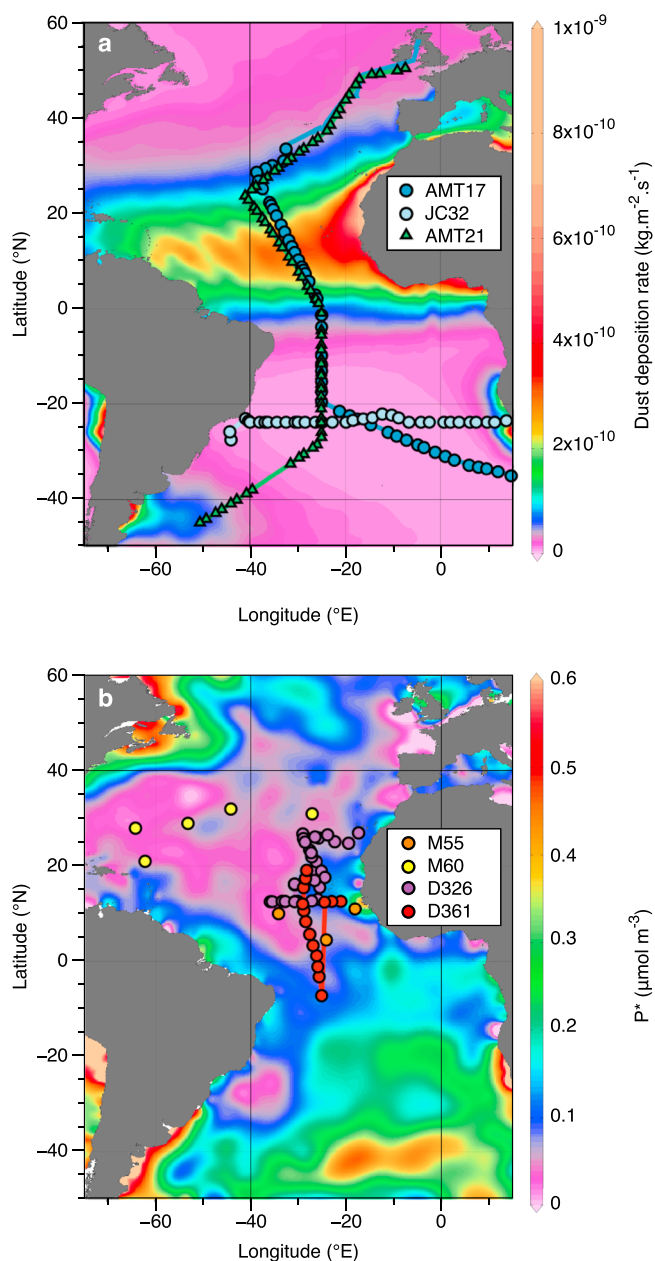 a
60
40
20
0
−20
−40
Latitude (°N)
−60
−40
−20
0
Longitude (°E)
AMT17
JC32
AMT21
1x10⁻⁹
8x10⁻¹⁰
6x10⁻¹⁰
4x10⁻¹⁰
2x10⁻¹⁰
0
Dust deposition rate (kg.m⁻².s⁻¹)
b
60
40
20
0
−20
−40
Latitude (°N)
−60
−40
−20
0
Longitude (°E)
M55
M60
D326
D361
0.6
0.5
0.4
0.3
0.2
0.1
0
P* (µmol m⁻³)